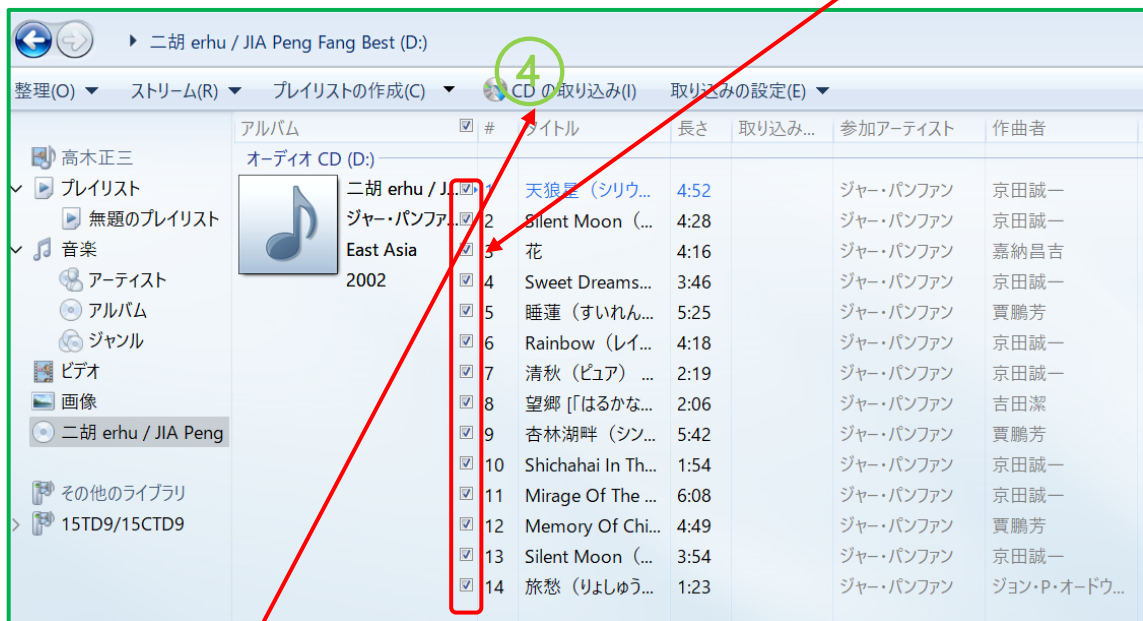 二胡 erhu / JIA Peng Fang Best (D:)
整理(O) ストリーム(R) プレイリストの作成(C) CD の取り込み(I) 取り込みの設定(E)
④
アルバム # タイトル 長さ 取り込み... 参加アーティスト 作曲者
高木正三
プレイリスト
無題のプレイリスト
音楽
アーティスト
アルバム
ジャンル
ビデオ
画像
二胡 erhu / JIA Peng
その他のライブラリ
15TD9/15CTD9
オーディオ CD (D:)
二胡 erhu / J...
ジャー・パンファ...
East Asia
2002
1 天狼星（シリウ... 4:52 ジャー・パンファン 京田誠一
2 Silent Moon（... 4:28 ジャー・パンファン 京田誠一
3 花 4:16 ジャー・パンファン 嘉納昌吉
4 Sweet Dreams... 3:46 ジャー・パンファン 京田誠一
5 睡蓮（すいれん... 5:25 ジャー・パンファン 賈鵬芳
6 Rainbow（レイ... 4:18 ジャー・パンファン 京田誠一
7 清秋（ピュア） ... 2:19 ジャー・パンファン 京田誠一
8 望郷 [「はるかな... 2:06 ジャー・パンファン 吉田潔
9 杏林湖畔（シン... 5:42 ジャー・パンファン 賈鵬芳
10 Shichahai In Th... 1:54 ジャー・パンファン 京田誠一
11 Mirage Of The ... 6:08 ジャー・パンファン 京田誠一
12 Memory Of Chi... 4:49 ジャー・パンファン 賈鵬芳
13 Silent Moon（... 3:54 ジャー・パンファン 京田誠一
14 旅愁（りょしゅう... 1:23 ジャー・パンファン ジョン・P・オードウ...